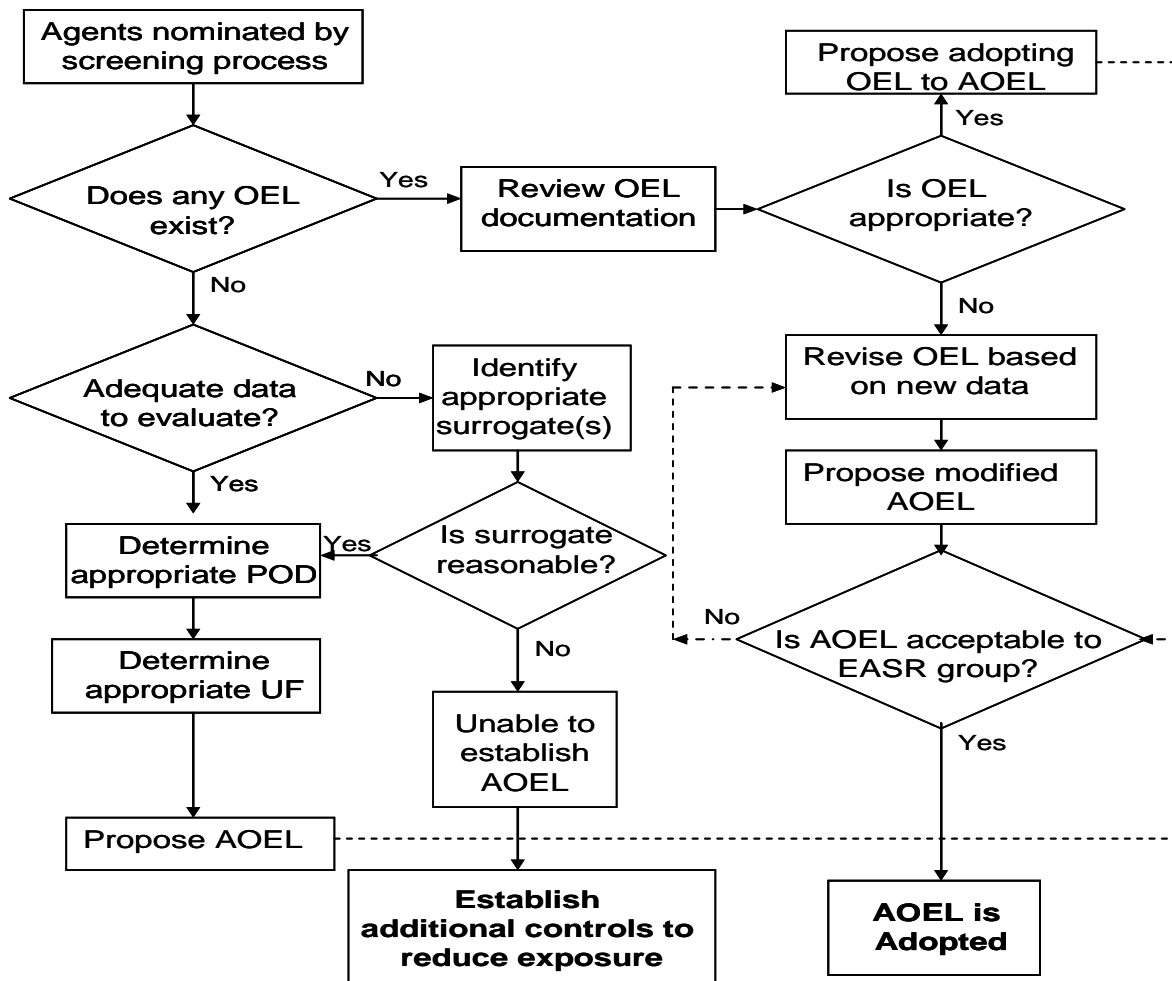 Agents nominated by
screening process
Does any OEL
exist?
Yes
No
Review OEL
documentation
Is OEL
appropriate?
Yes
No
Propose adopting
OEL to AOEL
Adequate data
to evaluate?
No
Yes
Identify
appropriate
surrogate(s)
Revise OEL based
on new data
Propose modified
AOEL
Is surrogate
reasonable?
Yes
No
Determine
appropriate POD
Determine
appropriate UF
Propose AOEL
Unable to
establish
AOEL
Establish
additional controls to
reduce exposure
Is AOEL acceptable to
EASR group?
No
Yes
AOEL is
Adopted